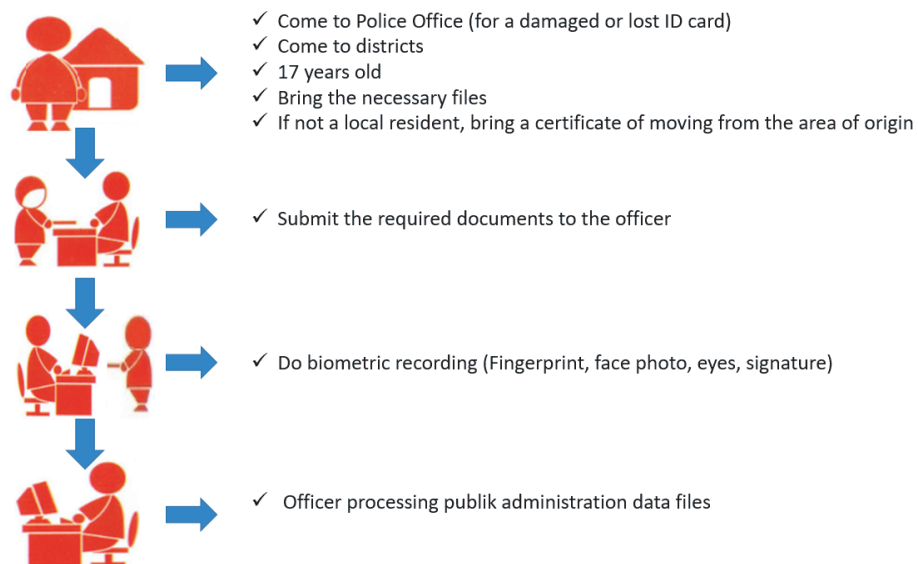 ✓ Come to Police Office (for a damaged or lost ID card)
✓ Come to districts
✓ 17 years old
✓ Bring the necessary files
✓ If not a local resident, bring a certificate of moving from the area of origin
✓ Submit the required documents to the officer
✓ Do biometric recording (Fingerprint, face photo, eyes, signature)
✓ Officer processing publik administration data files